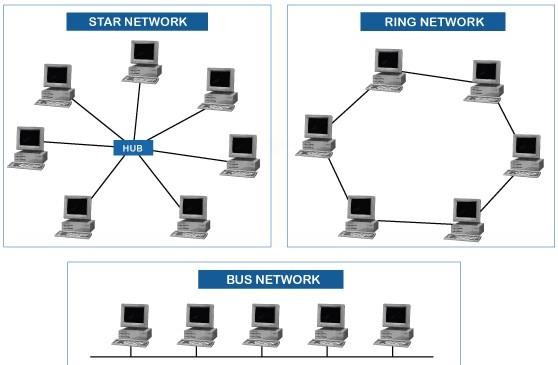 STAR NETWORK
HUB
RING NETWORK
BUS NETWORK